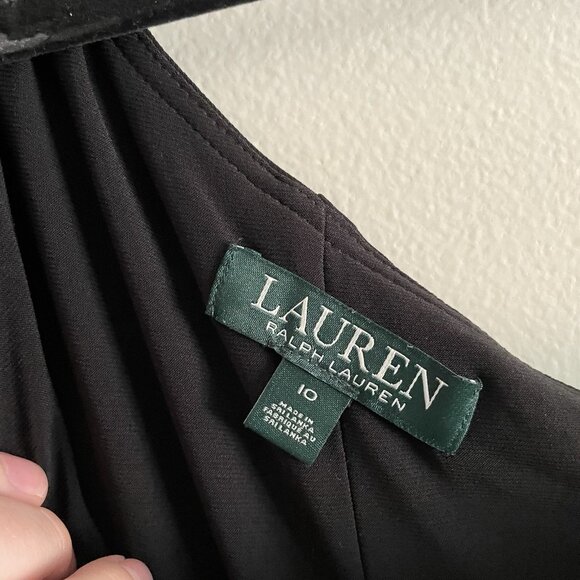 LAUREN
RALPH LAUREN
10
MADE IN
SRI LANKA
FABRIQUÉ AU
SRI LANKA